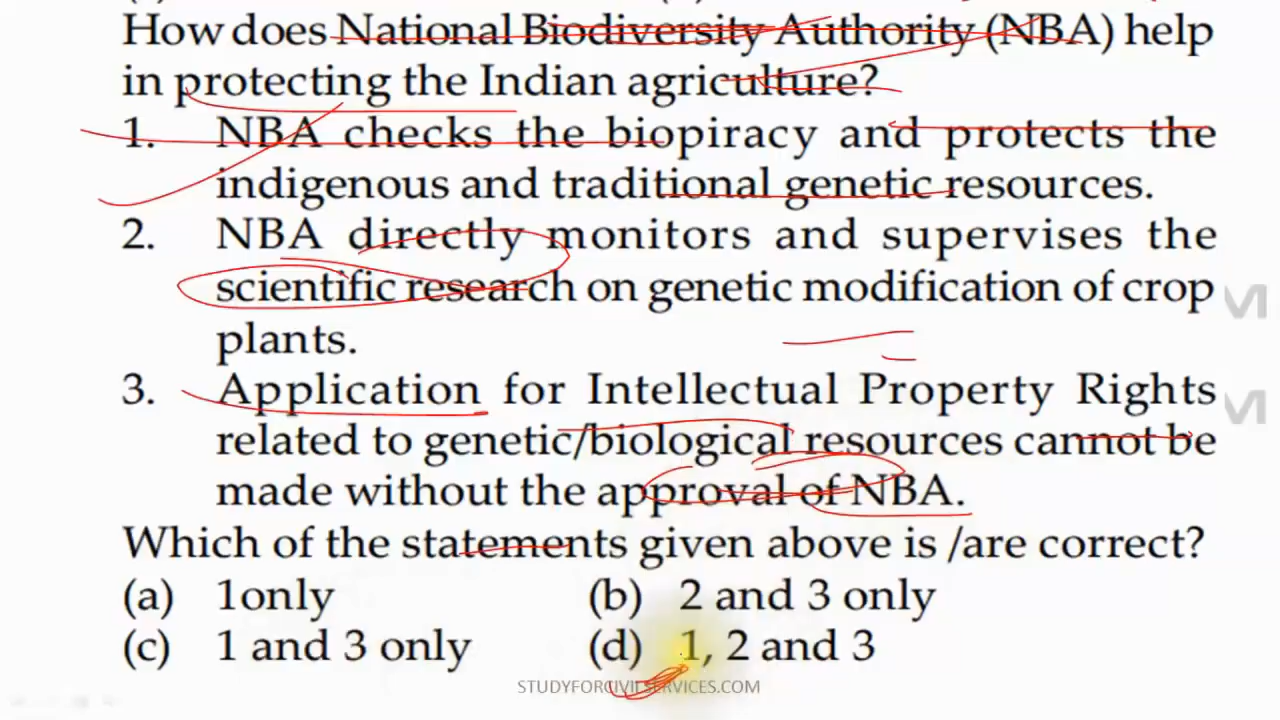 How does National Biodiversity Authority (NBA) help
in protecting the Indian agriculture?
1. NBA checks the biopiracy and protects the
indigenous and traditional genetic resources.
2. NBA directly monitors and supervises the
scientific research on genetic modification of crop
plants.
3. Application for Intellectual Property Rights
related to genetic/biological resources cannot be
made without the approval of NBA.
Which of the statements given above is /are correct?
(a) 1only (b) 2 and 3 only
(c) 1 and 3 only (d) 1, 2 and 3
STUDYFORCIVILSERVICES.COM